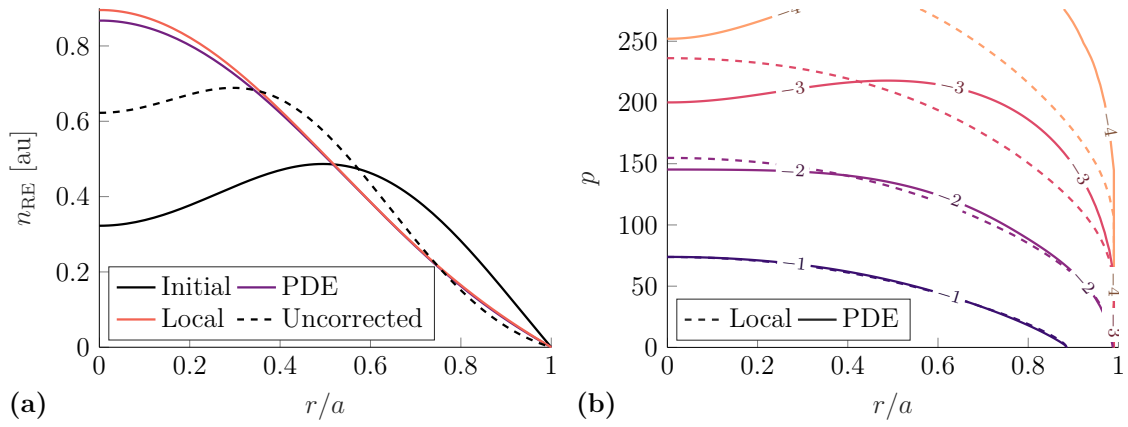 n_RE [au]
0.8
0.6
0.4
0.2
0
Initial PDE
Local Uncorrected
0 0.2 0.4 0.6 0.8 1
(a) r/a
p
250
200
150
100
50
0
−4
−3 −3
−2 −2
−1 −1
−4
−3
−2
−4
−3
Local PDE
0 0.2 0.4 0.6 0.8 1
(b) r/a